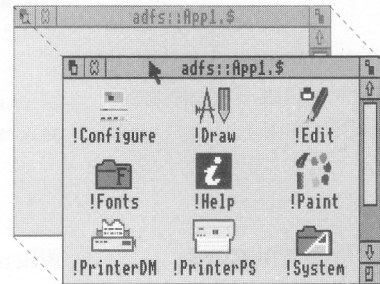 adfs::App1.$
adfs::App1.$
!Configure !Draw !Edit
!Fonts !Help !Paint
!PrinterDM !PrinterPS !System